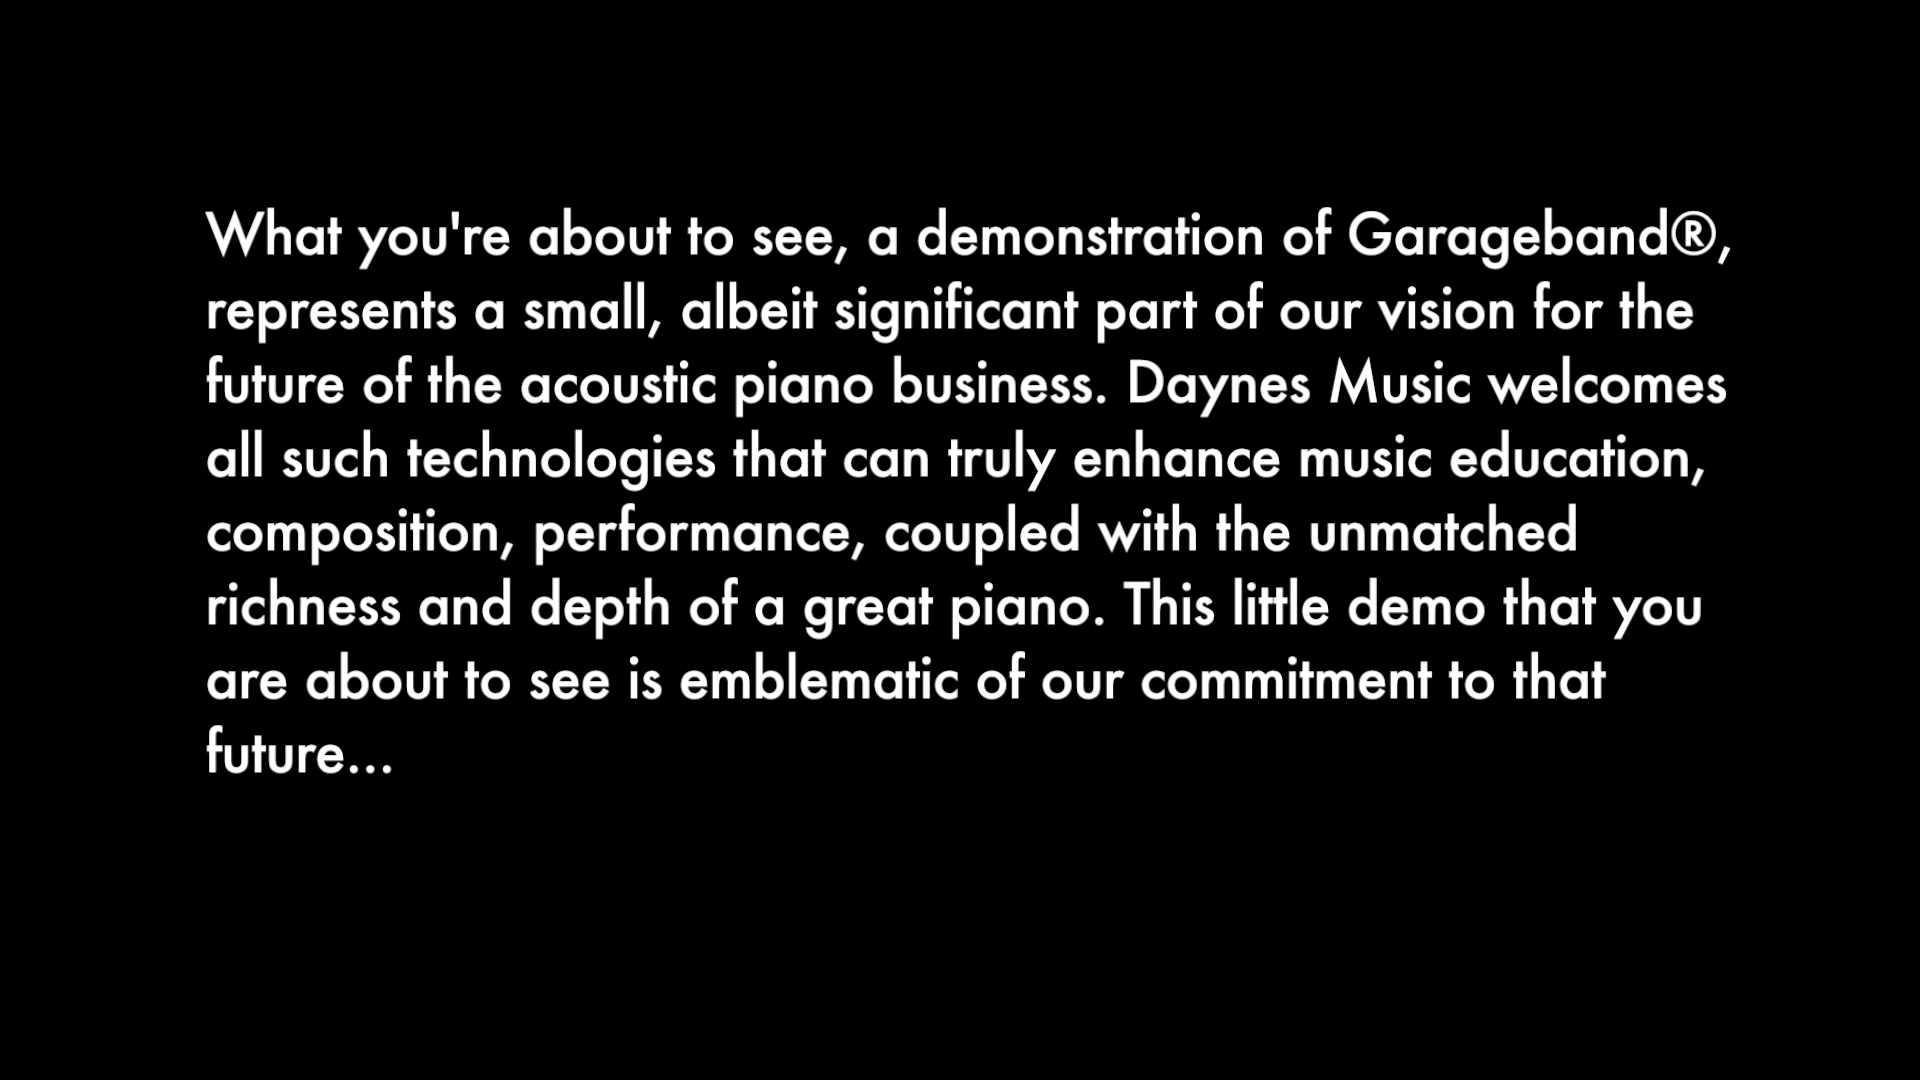 What you're about to see, a demonstration of Garageband®,
represents a small, albeit significant part of our vision for the
future of the acoustic piano business. Daynes Music welcomes
all such technologies that can truly enhance music education,
composition, performance, coupled with the unmatched
richness and depth of a great piano. This little demo that you
are about to see is emblematic of our commitment to that
future...